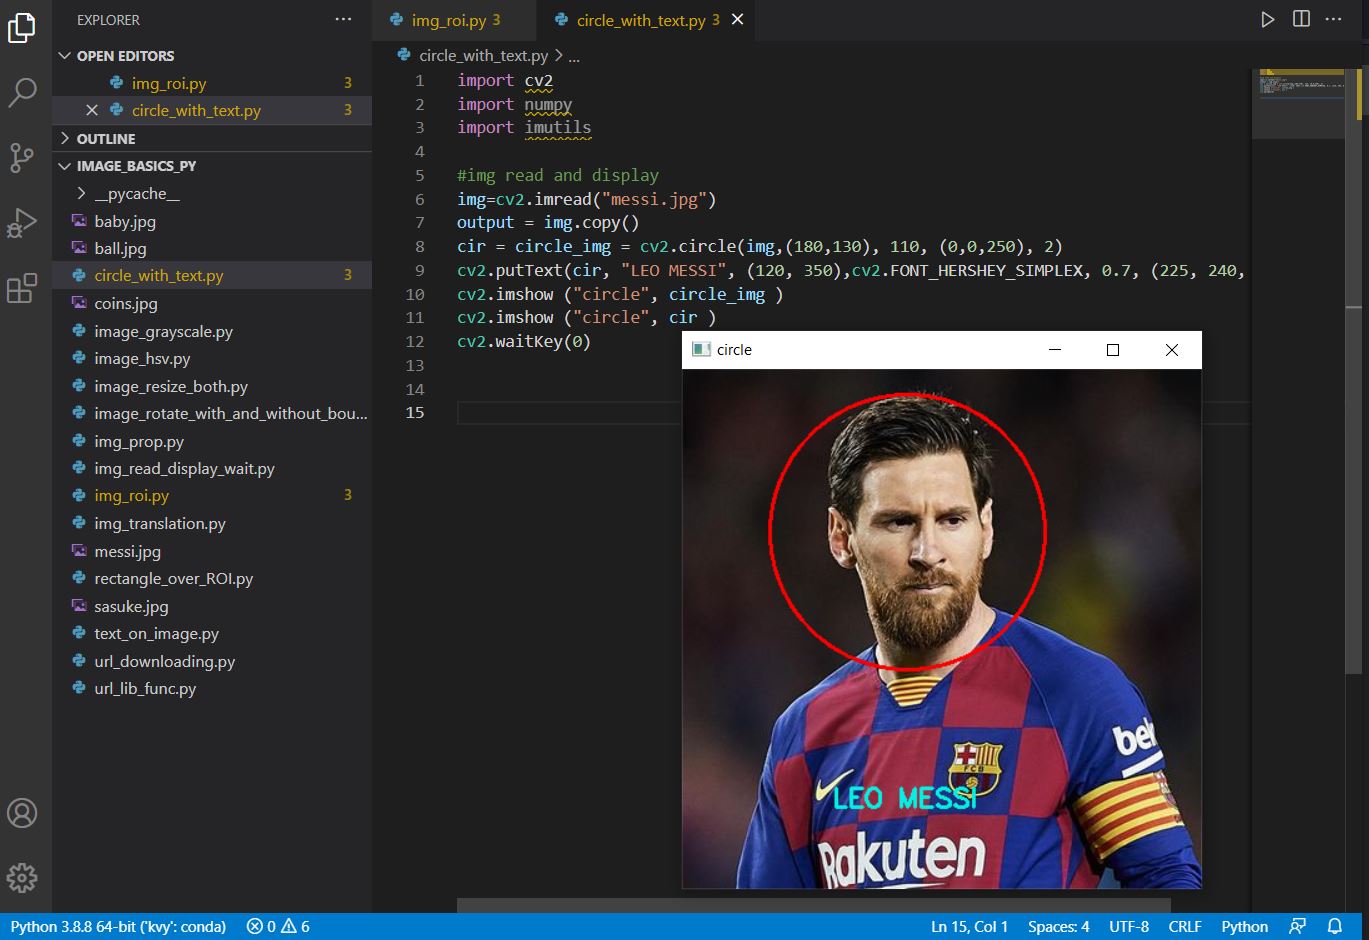 EXPLORER
OPEN EDITORS
img_roi.py 3
circle_with_text.py 3
OUTLINE
IMAGE_BASICS_PY
__pycache__
baby.jpg
ball.jpg
circle_with_text.py 3
coins.jpg
image_grayscale.py
image_hsv.py
image_resize_both.py
image_rotate_with_and_without_bou...
img_prop.py
img_read_display_wait.py
img_roi.py 3
img_translation.py
messi.jpg
rectangle_over_ROI.py
sasuke.jpg
text_on_image.py
url_downloading.py
url_lib_func.py
img_roi.py 3 circle_with_text.py 3
circle_with_text.py > ...
1 import cv2
2 import numpy
3 import imutils
4
5 #img read and display
6 img=cv2.imread("messi.jpg")
7 output = img.copy()
8 cir = circle_img = cv2.circle(img,(180,130), 110, (0,0,250), 2)
9 cv2.putText(cir, "LEO MESSI", (120, 350),cv2.FONT_HERSHEY_SIMPLEX, 0.7, (225, 240,
10 cv2.imshow ("circle", circle_img )
11 cv2.imshow ("circle", cir )
12 cv2.waitKey(0)
13
14
15
circle
beko
FCB
LEO MESSI
Rakuten
Python 3.8.8 64-bit ('kvy': conda) 0 6 Ln 15, Col 1 Spaces: 4 UTF-8 CRLF Python